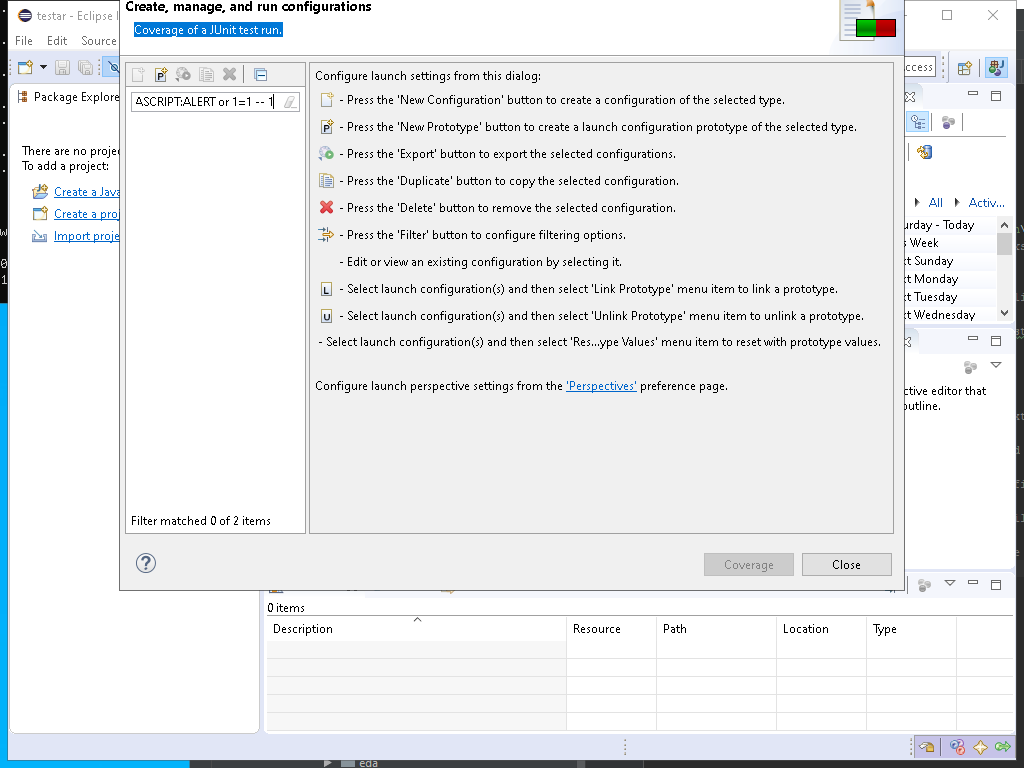 Create, manage, and run configurations
Coverage of a JUnit test run.
testar - Eclipse I
File Edit Source
ccess
Package Explore
ASCRIPT:ALERT or 1=1 -- 1
There are no projec
To add a project:
Create a Java
Create a proj
Import proje
Configure launch settings from this dialog:
- Press the 'New Configuration' button to create a configuration of the selected type.
- Press the 'New Prototype' button to create a launch configuration prototype of the selected type.
- Press the 'Export' button to export the selected configurations.
- Press the 'Duplicate' button to copy the selected configuration.
- Press the 'Delete' button to remove the selected configuration.
- Press the 'Filter' button to configure filtering options.
- Edit or view an existing configuration by selecting it.
L - Select launch configuration(s) and then select 'Link Prototype' menu item to link a prototype.
U - Select launch configuration(s) and then select 'Unlink Prototype' menu item to unlink a prototype.
- Select launch configuration(s) and then select 'Res...ype Values' menu item to reset with prototype values.
Configure launch perspective settings from the 'Perspectives' preference page.
Filter matched 0 of 2 items
Coverage
Close
All
Activ...
urday - Today
s Week
xt Sunday
xt Monday
xt Tuesday
xt Wednesday
ctive editor that
outline.
0 items
Description Resource Path Location Type
eda